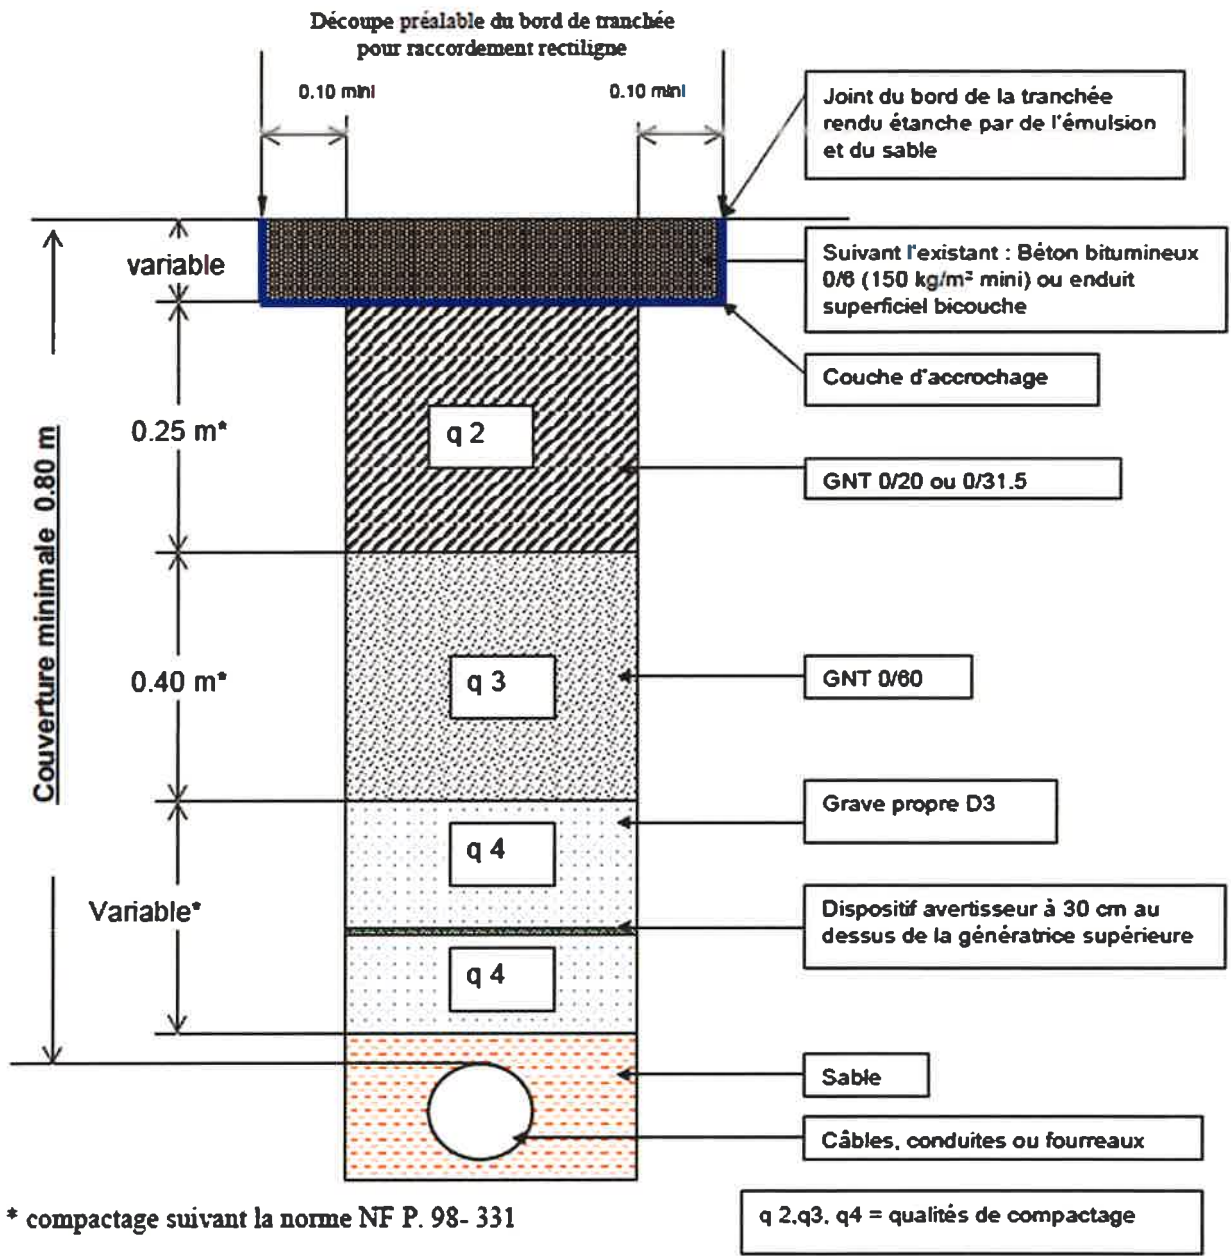 Découpe préalable du bord de tranchée
pour raccordement rectiligne
0.10 mini
0.10 mini
Joint du bord de la tranchée
rendu étanche par de l'émulsion
et du sable
variable
Suivant l'existant : Béton bitumineux
0/6 (150 kg/m² mini) ou enduit
superficiel bicouche
Couche d'accrochage
Couverture minimale 0.80 m
0.25 m*
q 2
GNT 0/20 ou 0/31.5
0.40 m*
q 3
GNT 0/60
Grave propre D3
q 4
Variable*
Dispositif avertisseur à 30 cm au
dessus de la génératrice supérieure
q 4
Sable
Câbles, conduites ou fourreaux
* compactage suivant la norme NF P. 98- 331
q 2,q3, q4 = qualités de compactage